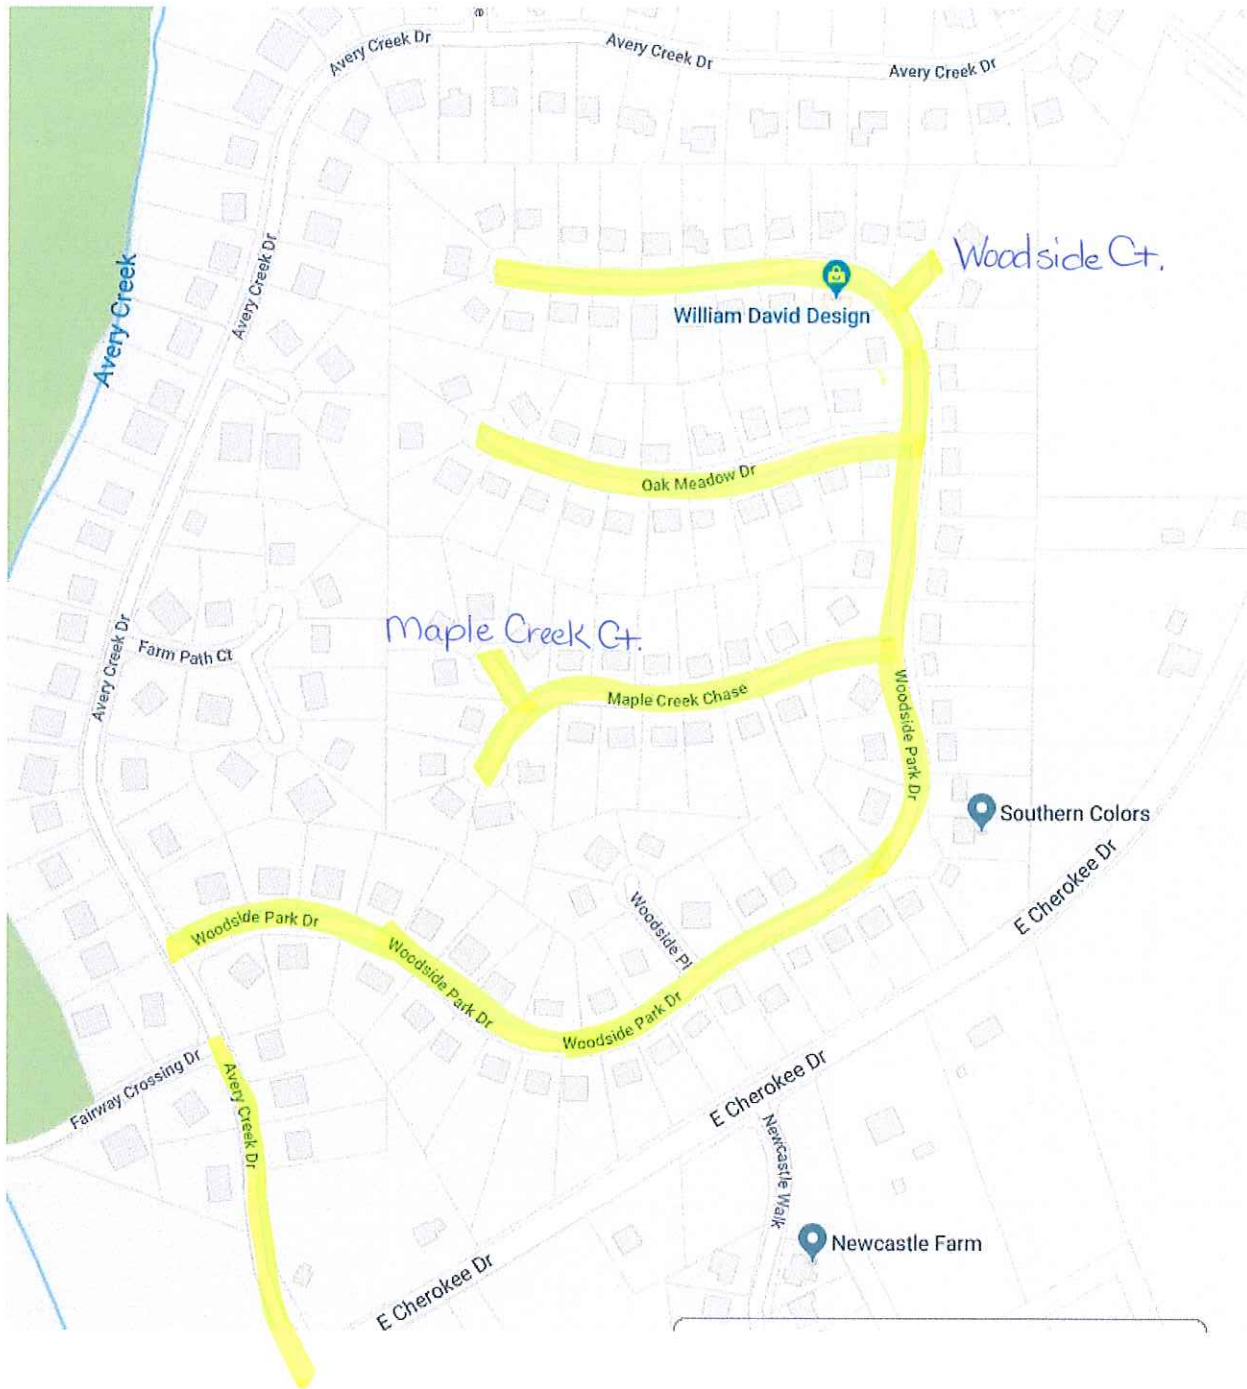 Avery Creek Dr
Avery Creek Dr
Avery Creek Dr
Avery Creek Dr
Avery Creek
Woodside Ct.
William David Design
Oak Meadow Dr
Maple Creek Ct.
Avery Creek Dr
Farm Path Ct
Maple Creek Chase
Woodside Park Dr
Southern Colors
E Cherokee Dr
Woodside Pl
Woodside Park Dr
Woodside Park Dr
Woodside Park Dr
Fairway Crossing Dr
Avery Creek Dr
E Cherokee Dr
Newcastle Walk
Newcastle Farm
E Cherokee Dr